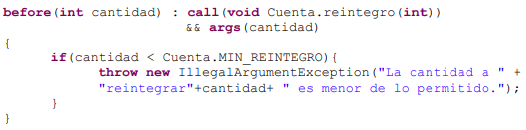 before(int cantidad) : call(void Cuenta.reintegro(int))
&& args(cantidad)
{
if(cantidad < Cuenta.MIN_REINTEGRO){
throw new IllegalArgumentException("La cantidad a " +
"reintegrar"+cantidad+ " es menor de lo permitido.");
}
}